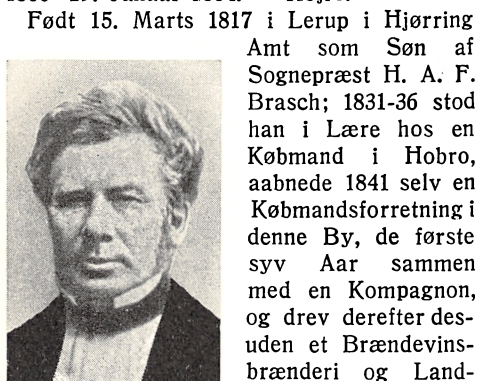 Født 15. Marts 1817 i Lerup i Hjørring
Amt som Søn af
Sognepræst H. A. F.
Brasch; 1831-36 stod
han i Lære hos en
Købmand i Hobro,
aabnede 1841 selv en
Købmandsforretning i
denne By, de første
syv Aar sammen
med en Kompagnon,
og drev derefter des-
uden et Brændevins-
brænderi og Land-